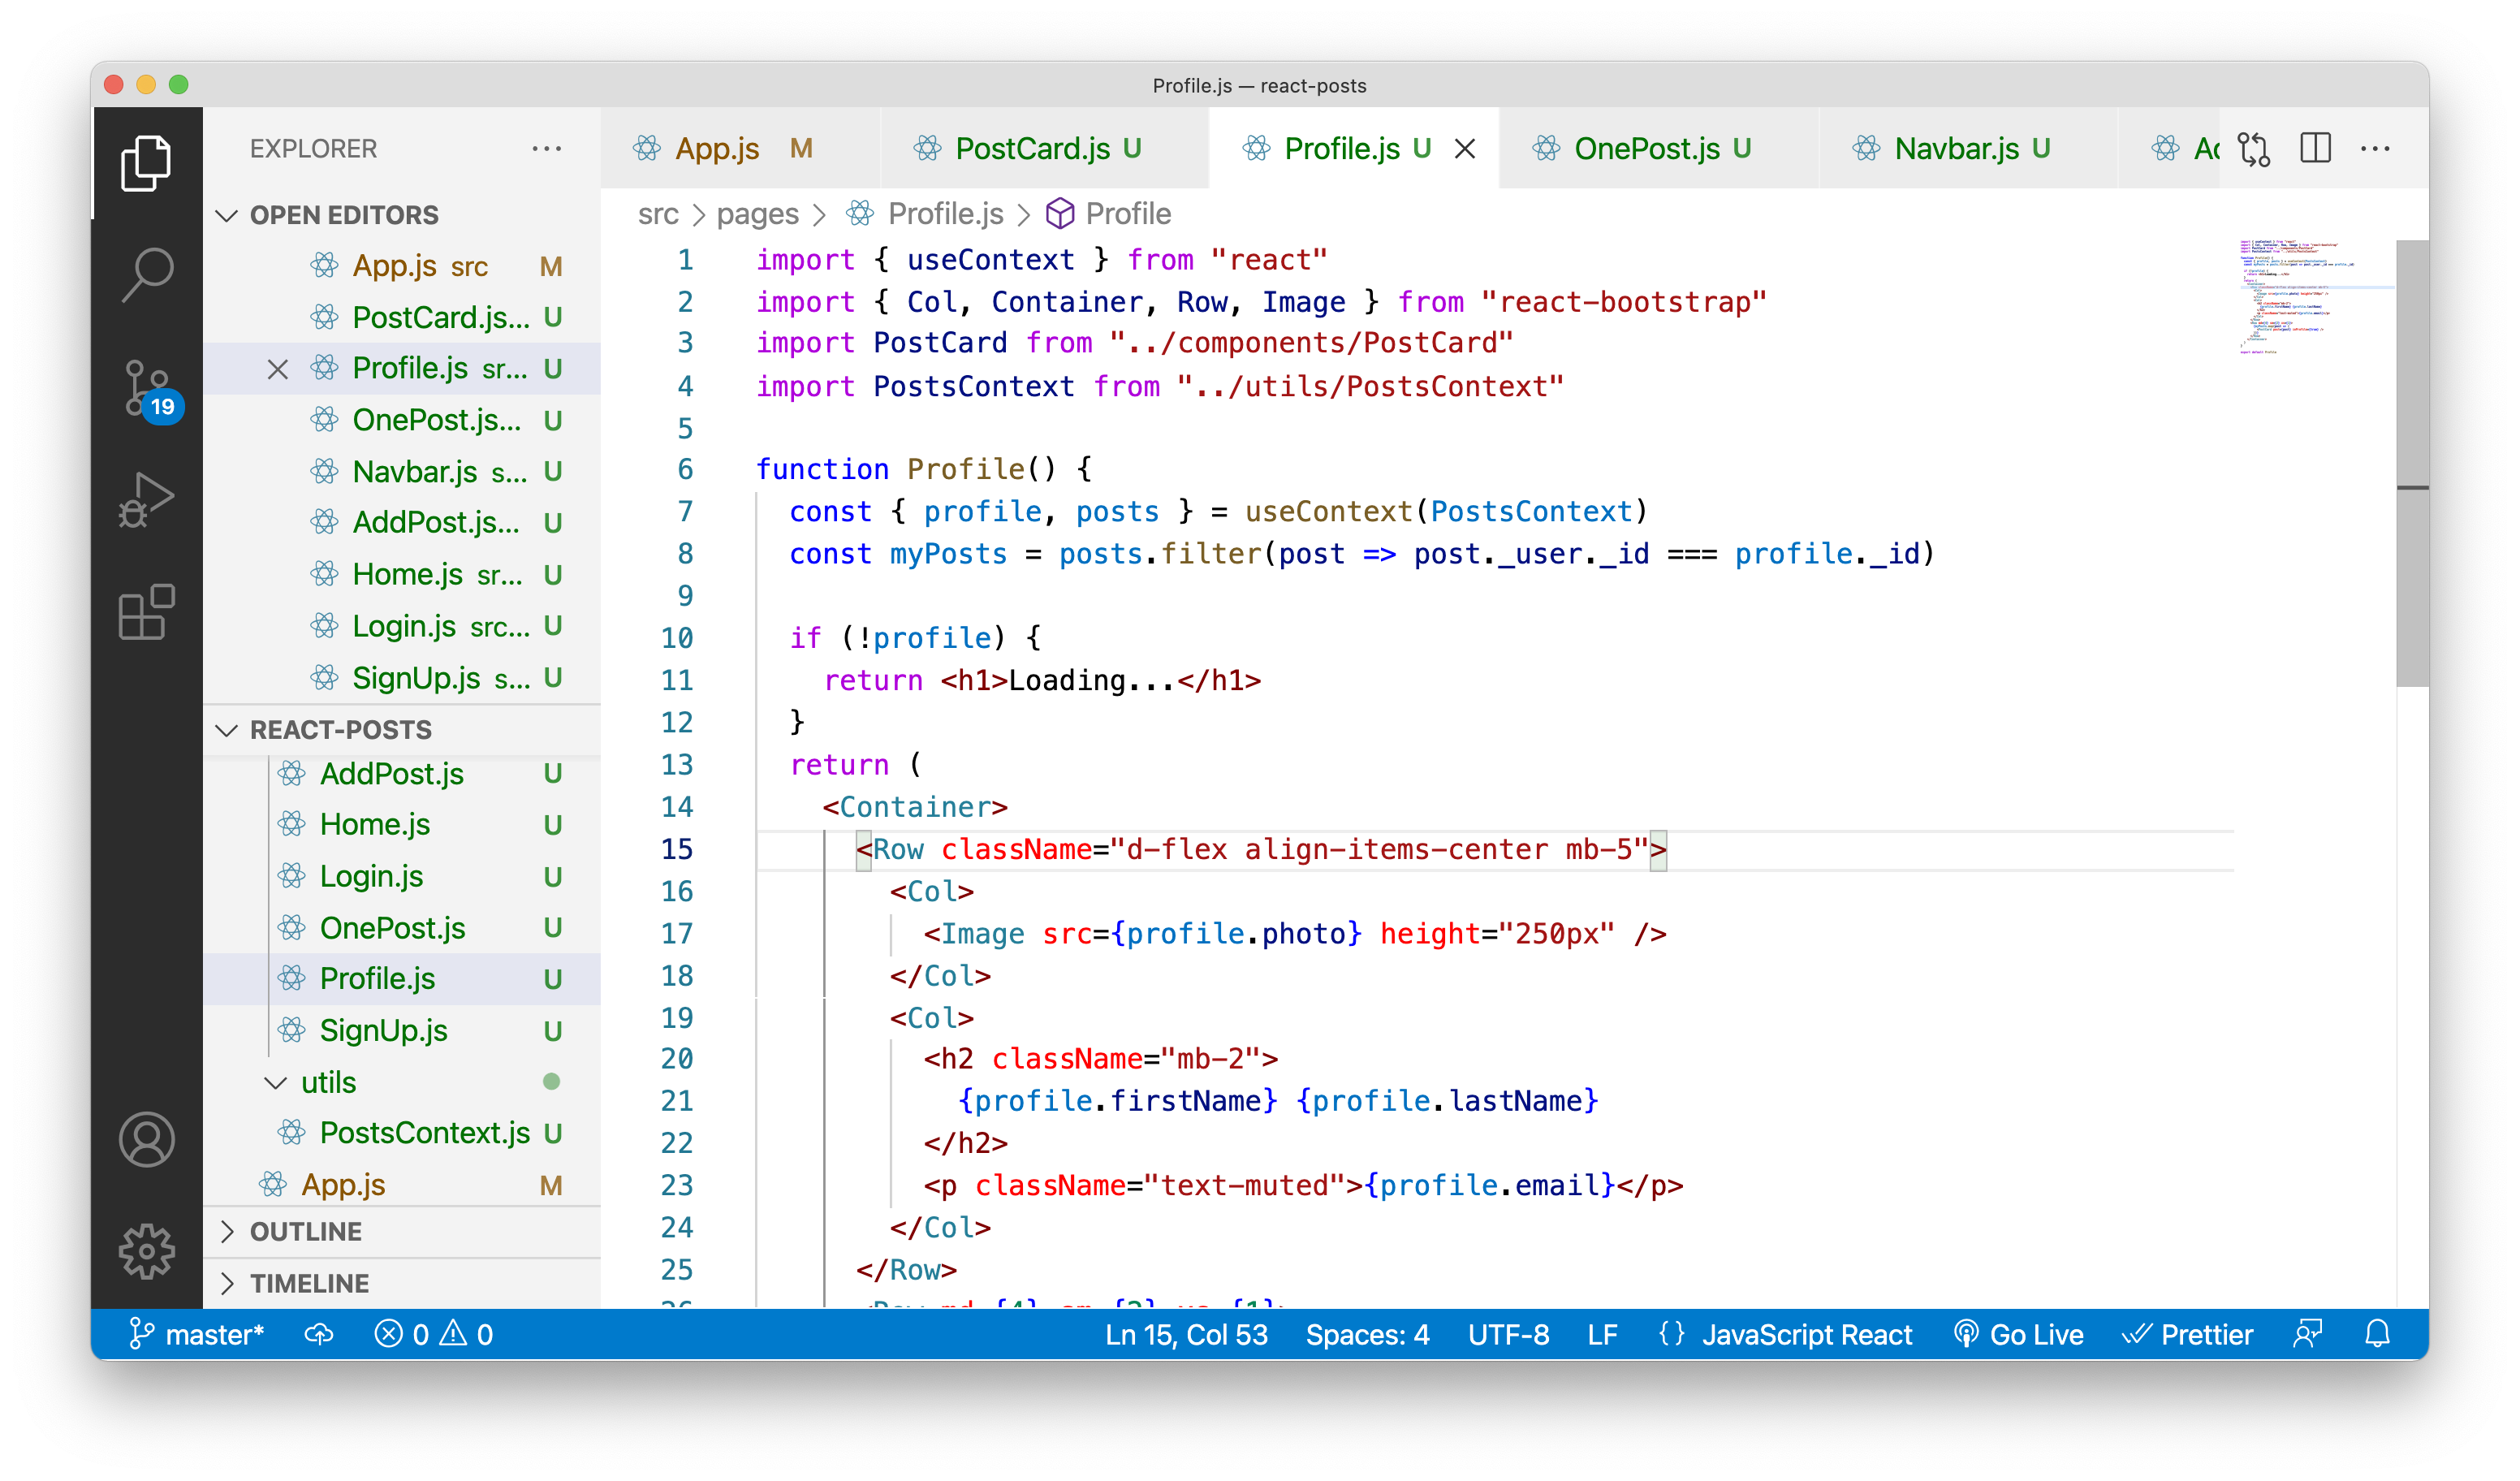 Profile.js — react-posts
EXPLORER
App.js M
PostCard.js U
Profile.js U
OnePost.js U
Navbar.js U
OPEN EDITORS
App.js src M
PostCard.js... U
Profile.js sr... U
OnePost.js... U
Navbar.js s... U
AddPost.js... U
Home.js sr... U
Login.js src... U
SignUp.js s... U
19
REACT-POSTS
AddPost.js U
Home.js U
Login.js U
OnePost.js U
Profile.js U
SignUp.js U
utils
PostsContext.js U
App.js M
OUTLINE
TIMELINE
src > pages > Profile.js > Profile
1 import { useContext } from "react"
2 import { Col, Container, Row, Image } from "react-bootstrap"
3 import PostCard from "../components/PostCard"
4 import PostsContext from "../utils/PostsContext"
5
6 function Profile() {
7 const { profile, posts } = useContext(PostsContext)
8 const myPosts = posts.filter(post => post._user._id === profile._id)
9
10 if (!profile) {
11 return <h1>Loading...</h1>
12 }
13 return (
14 <Container>
15 <Row className="d-flex align-items-center mb-5">
16 <Col>
17 <Image src={profile.photo} height="250px" />
18 </Col>
19 <Col>
20 <h2 className="mb-2">
21 {profile.firstName} {profile.lastName}
22 </h2>
23 <p className="text-muted">{profile.email}</p>
24 </Col>
25 </Row>
master* 0 0
Ln 15, Col 53 Spaces: 4 UTF-8 LF {} JavaScript React Go Live Prettier